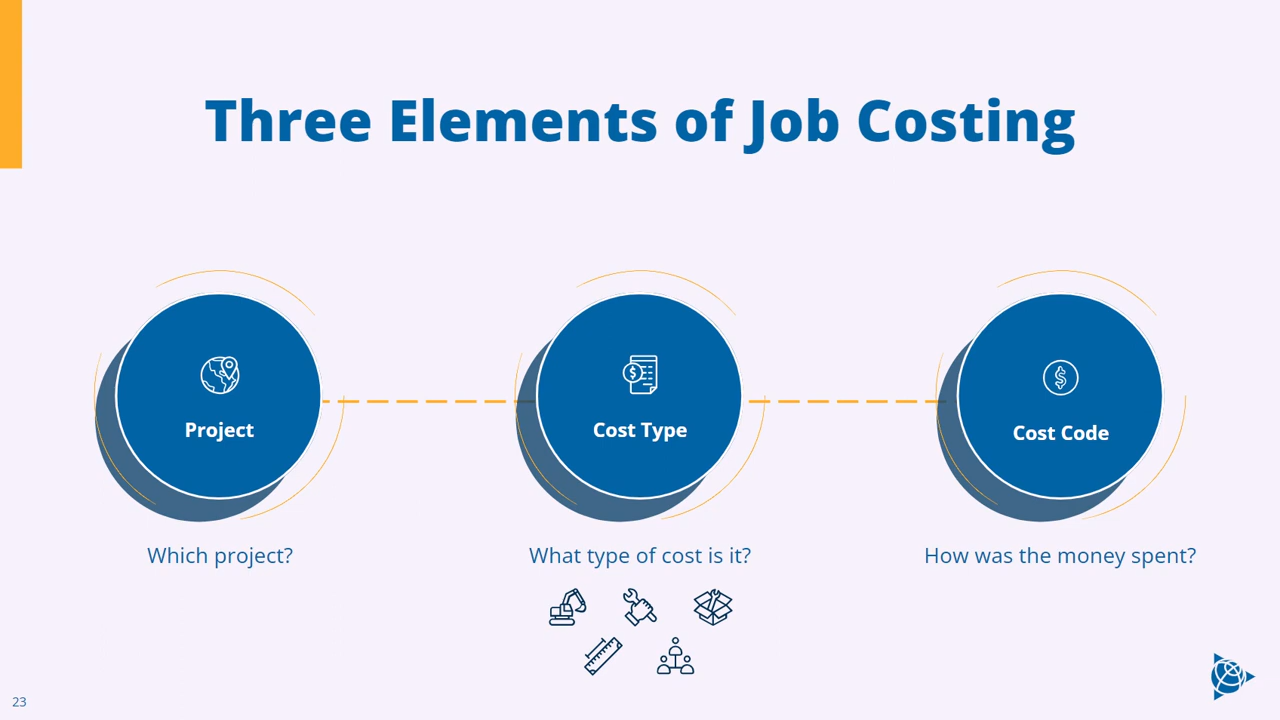 Three Elements of Job Costing
Project
Cost Type
Cost Code
Which project?
What type of cost is it?
How was the money spent?
23